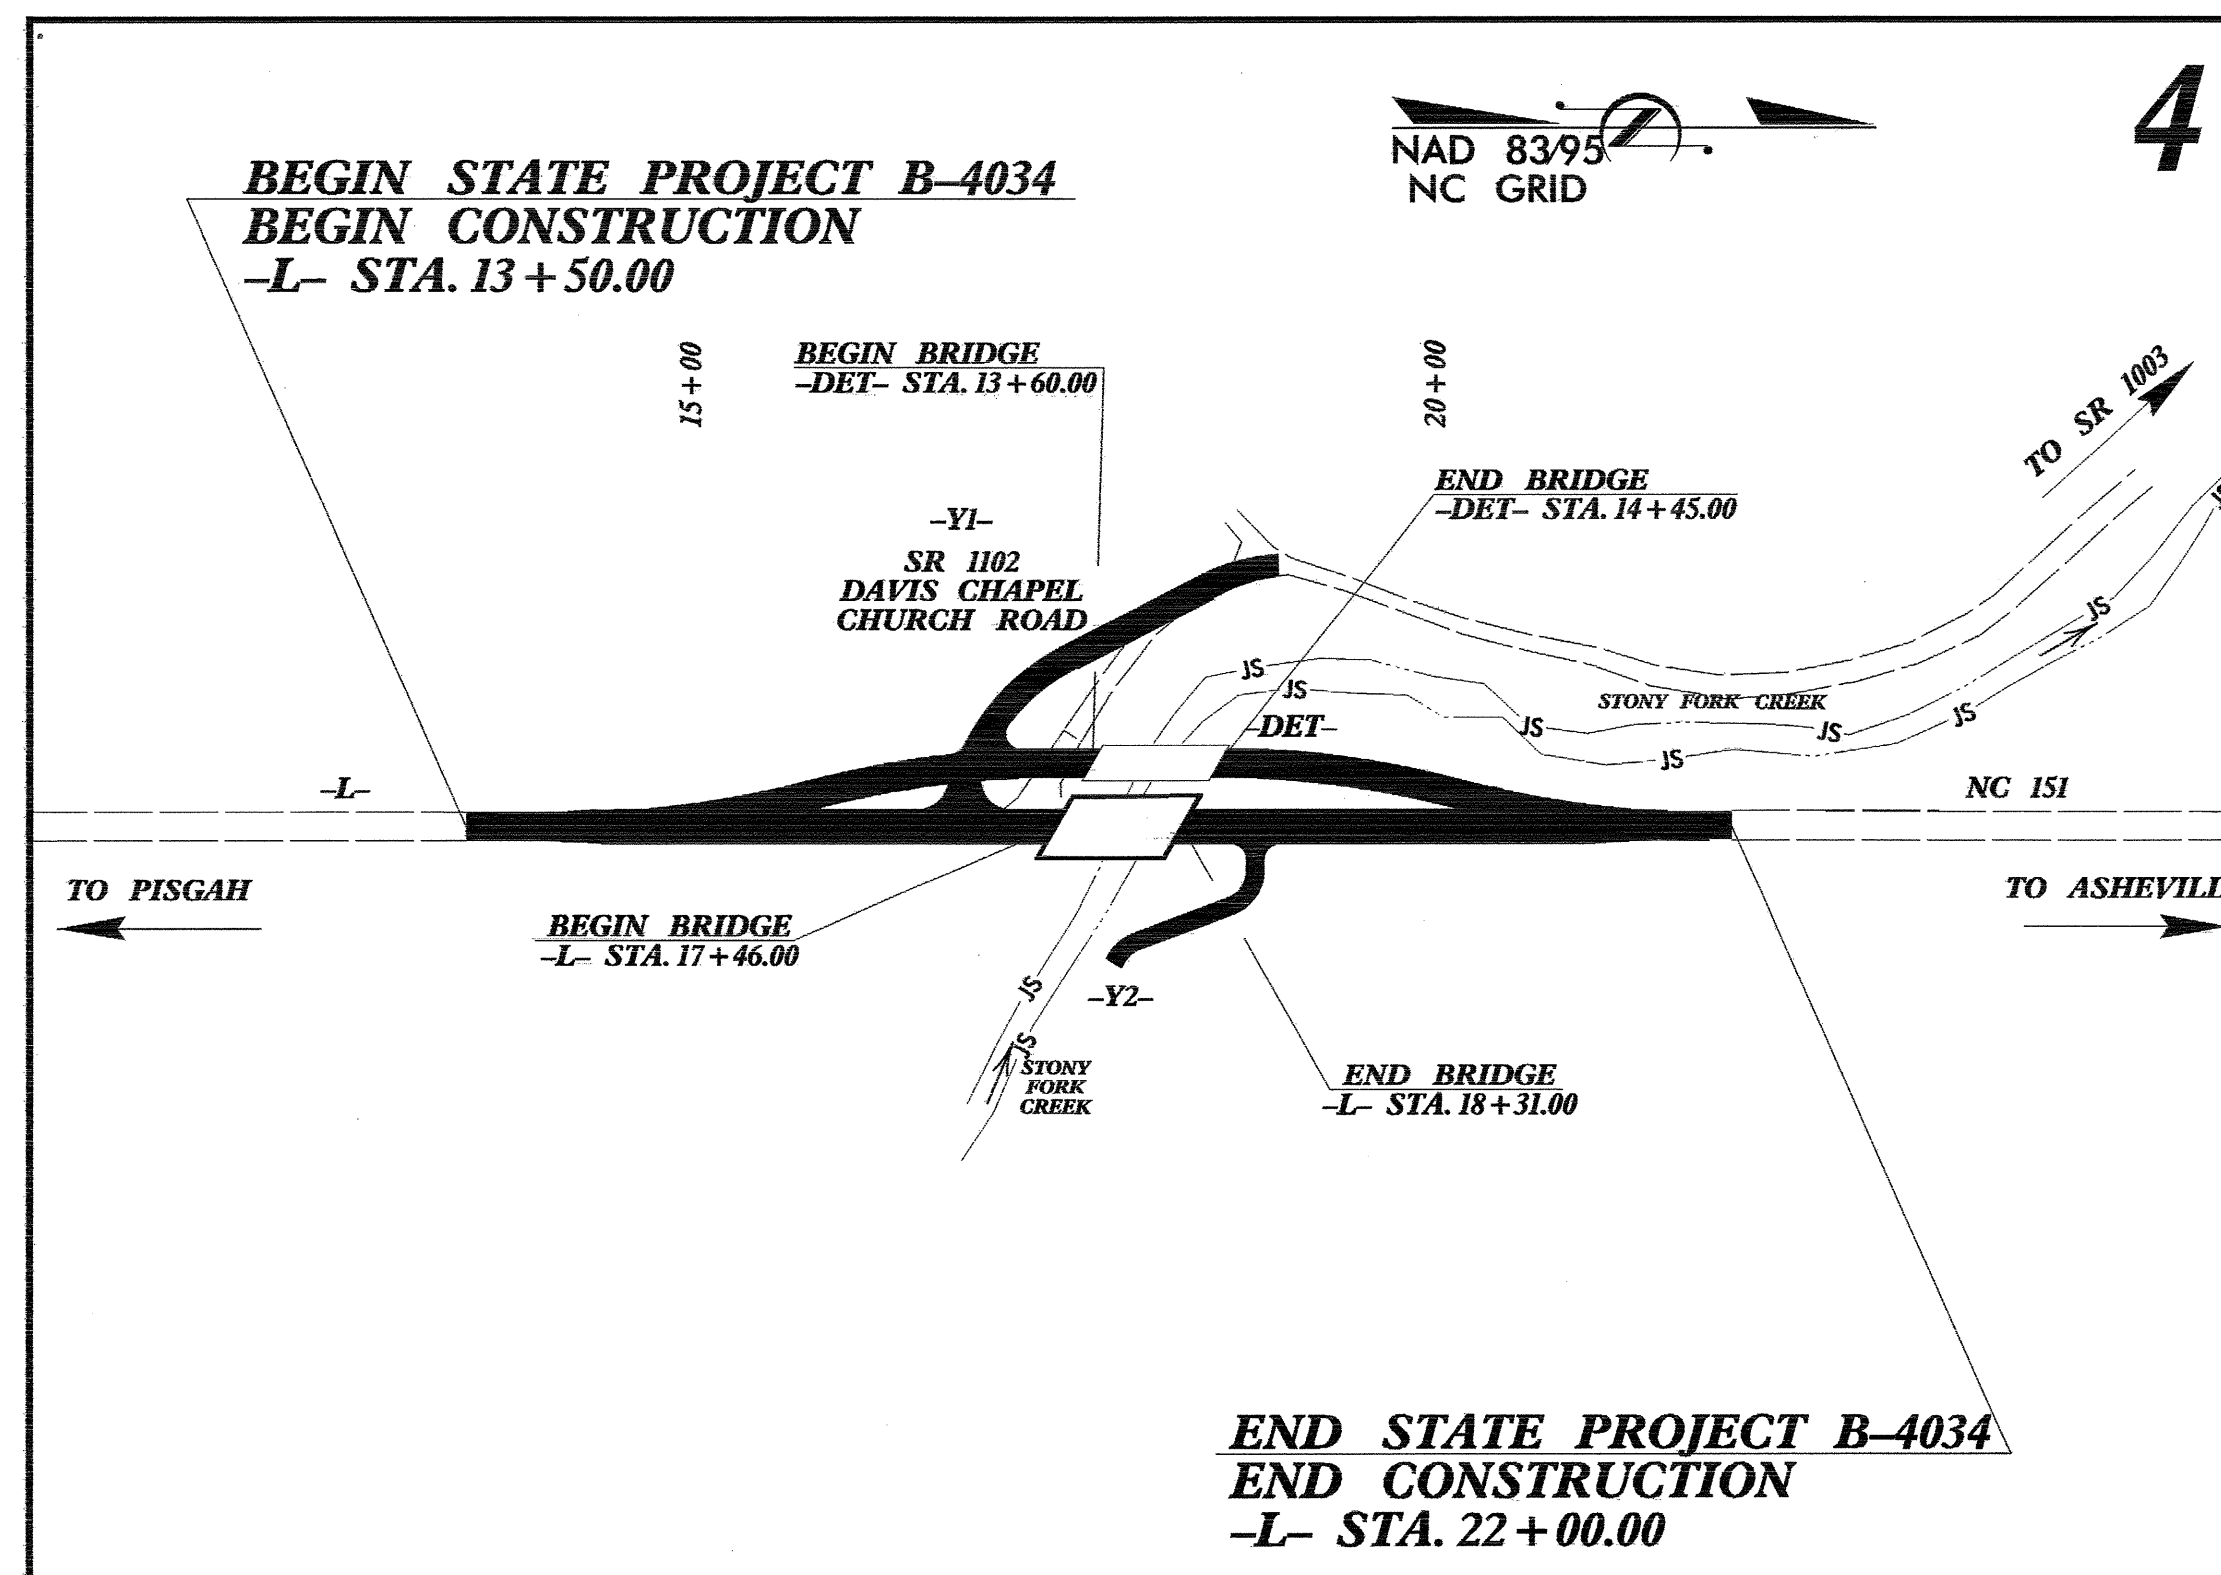 4
NAD 83/95
NC GRID
BEGIN STATE PROJECT B-4034
BEGIN CONSTRUCTION
-L- STA. 13+50.00
15+00
BEGIN BRIDGE
-DET- STA. 13+60.00
20+00
TO SR 1003
END BRIDGE
-DET- STA. 14+45.00
-Y1-
SR 1102
DAVIS CHAPEL
CHURCH ROAD
JS
JS
JS
JS
STONY FORK CREEK
-DET-
JS
JS
JS
JS
-L-
NC 151
TO PISGAH
TO ASHEVILL
BEGIN BRIDGE
-L- STA. 17+46.00
JS
-Y2-
JS
STONY
FORK
CREEK
END BRIDGE
-L- STA. 18+31.00
END STATE PROJECT B-4034
END CONSTRUCTION
-L- STA. 22+00.00